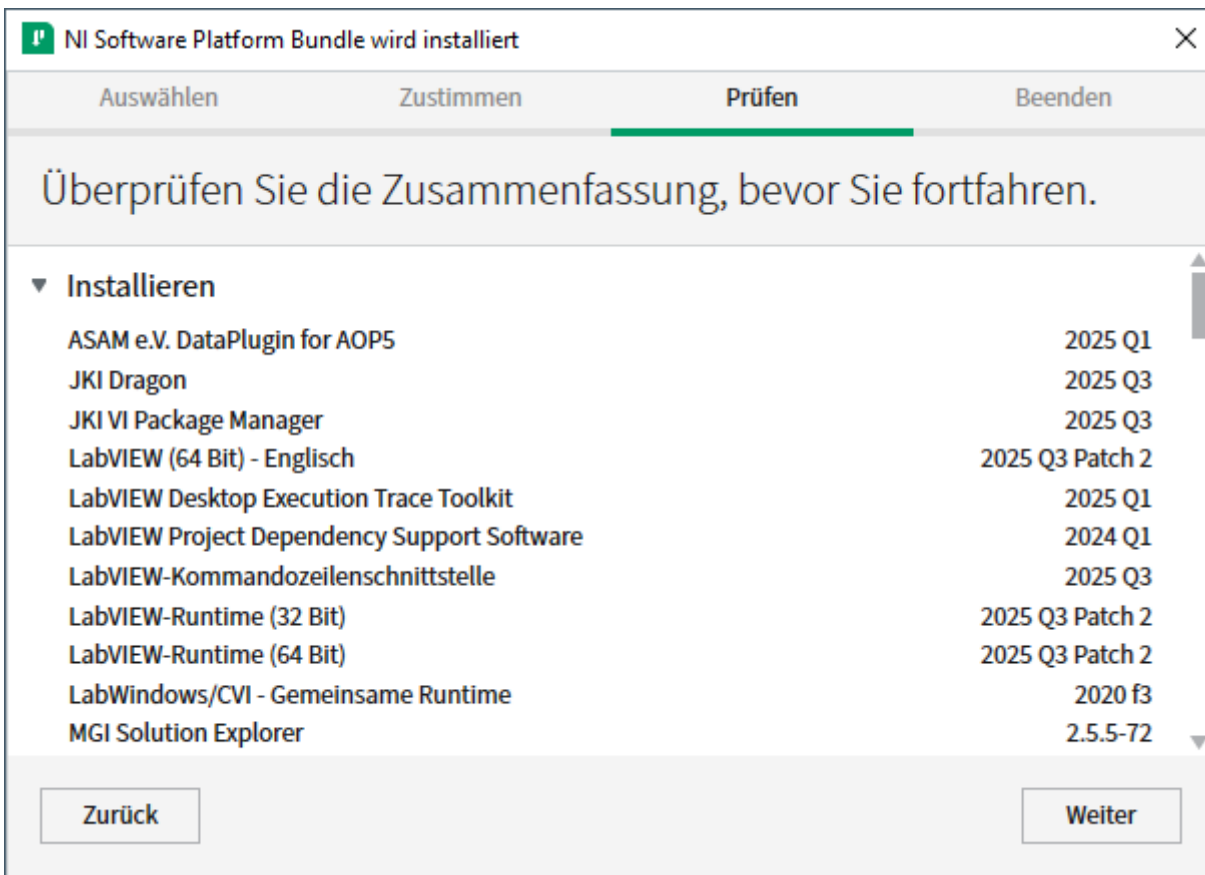 NI Software Platform Bundle wird installiert
Auswählen Zustimmen Prüfen Beenden
Überprüfen Sie die Zusammenfassung, bevor Sie fortfahren.
Installieren
ASAM e.V. DataPlugin for AOP5 2025 Q1
JKI Dragon 2025 Q3
JKI VI Package Manager 2025 Q3
LabVIEW (64 Bit) - Englisch 2025 Q3 Patch 2
LabVIEW Desktop Execution Trace Toolkit 2025 Q1
LabVIEW Project Dependency Support Software 2024 Q1
LabVIEW-Kommandozeilenschnittstelle 2025 Q3
LabVIEW-Runtime (32 Bit) 2025 Q3 Patch 2
LabVIEW-Runtime (64 Bit) 2025 Q3 Patch 2
LabWindows/CVI - Gemeinsame Runtime 2020 f3
MGI Solution Explorer 2.5.5-72
Zurück Weiter